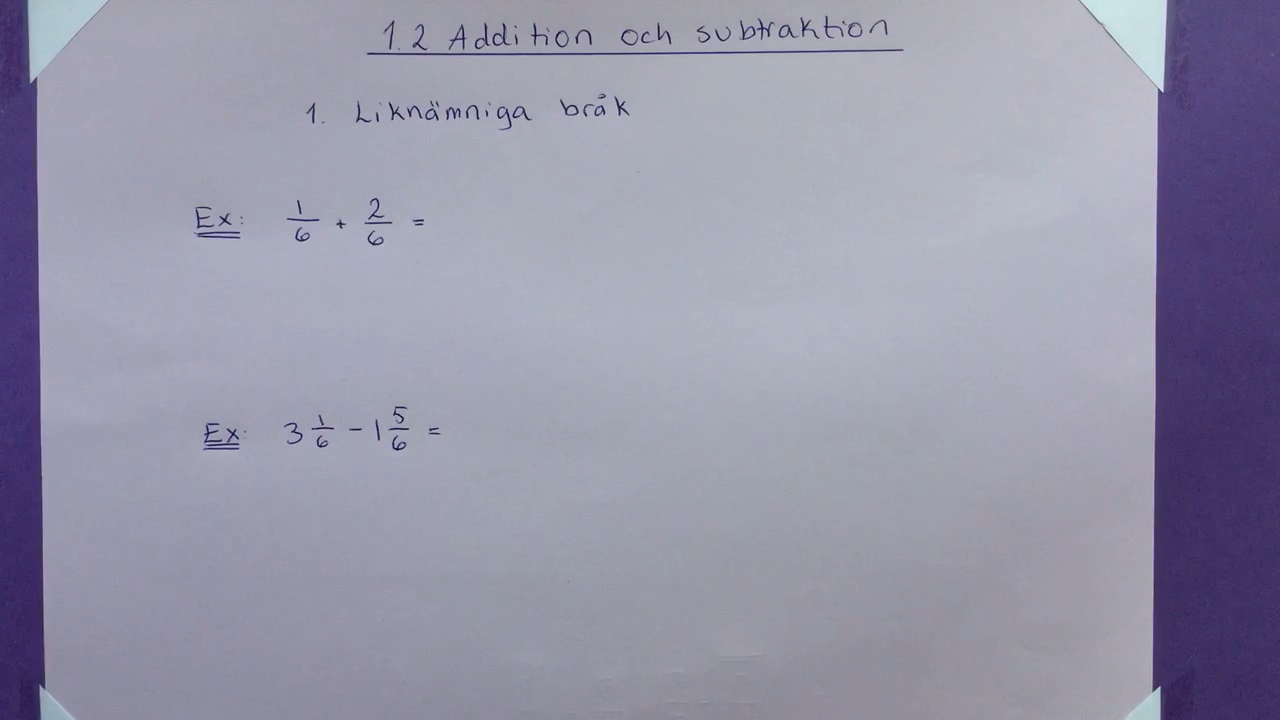 1.2 Addition och subtraktion
1. Liknämniga bråk
Ex: 1/6 + 2/6 =
Ex: 3 1/6 - 1 5/6 =